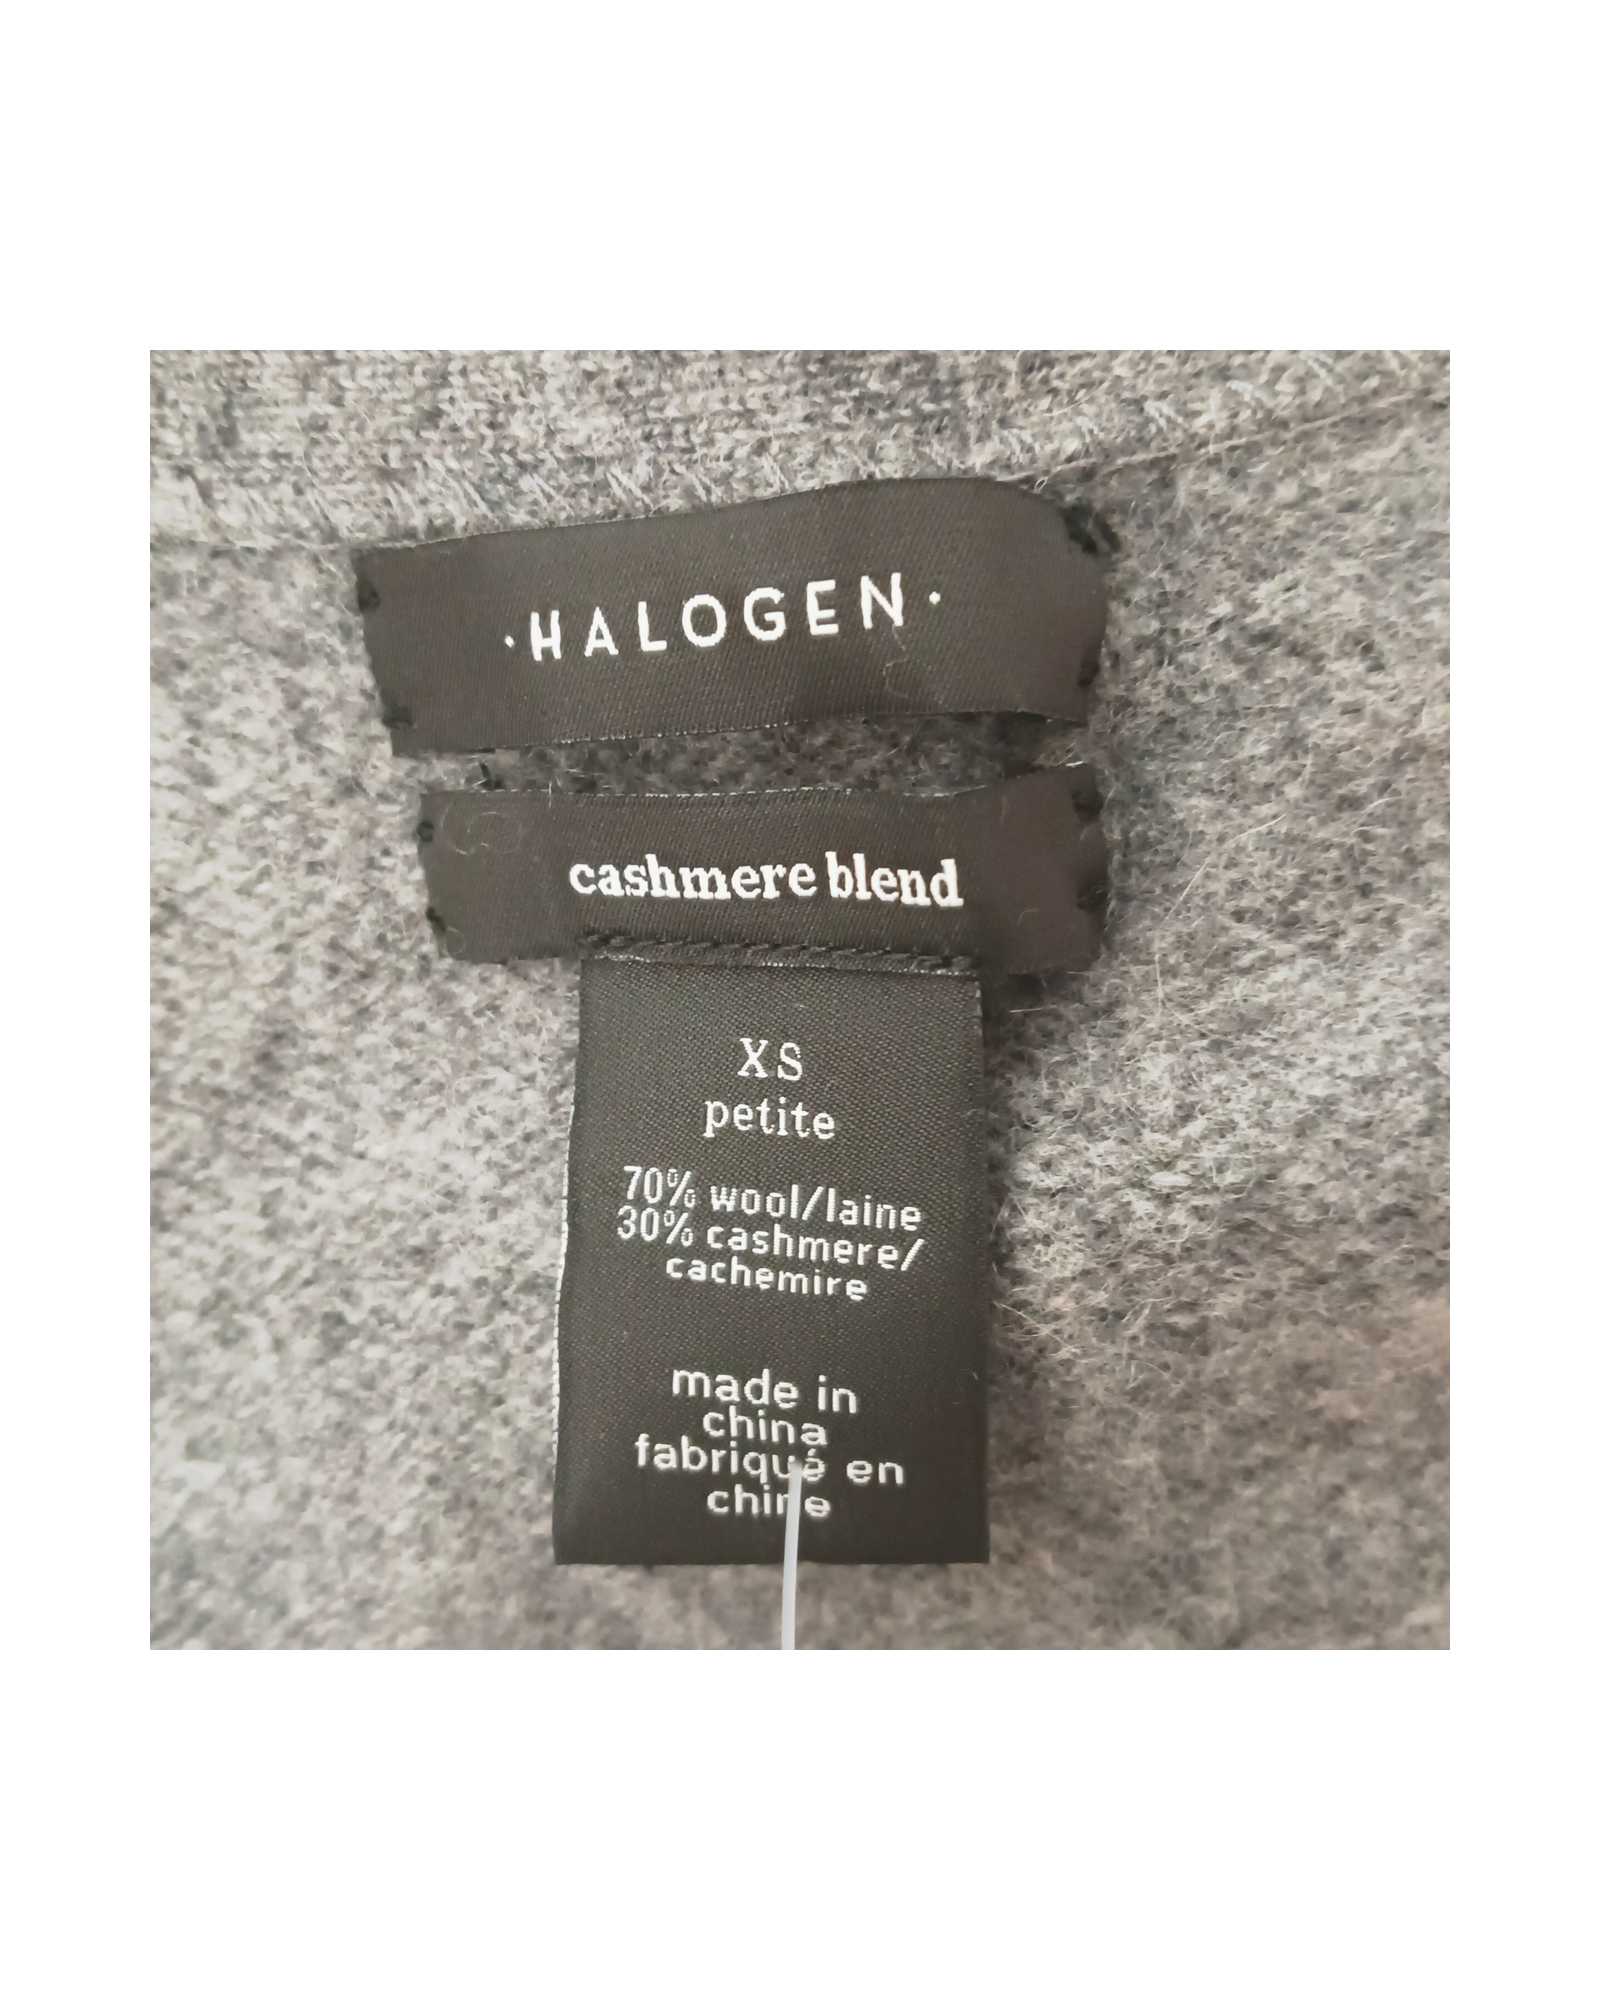 ·HALOGEN·
cashmere blend
XS
petite
70% wool/laine
30% cashmere/
cachemire
made in
china
fabriqué en
chine